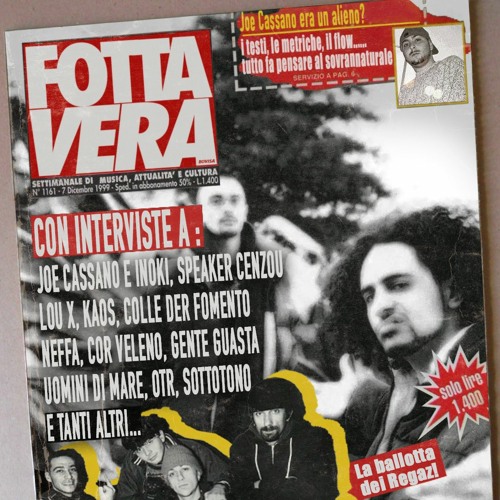 Joe Cassano era un alieno?
i testi, le metriche, il flow......
tutto fa pensare al sovrannaturale
SERVIZIO A PAG. 6
FOTTA
VERA
SETTIMANALE DI MUSICA, ATTUALITA' E CULTURA
N° 1161 - 7 Dicembre 1999 - Sped. in abbonamento 50% - L.1.400
CON INTERVISTE A :
JOE CASSANO E INOKI, SPEAKER CENZOU
LOU X, KAOS, COLLE DER FOMENTO
NEFFA, COR VELENO, GENTE GUASTA
UOMINI DI MARE, OTR, SOTTOTONO
E TANTI ALTRI...
solo lire
1.400
La ballotta
dei Regazi